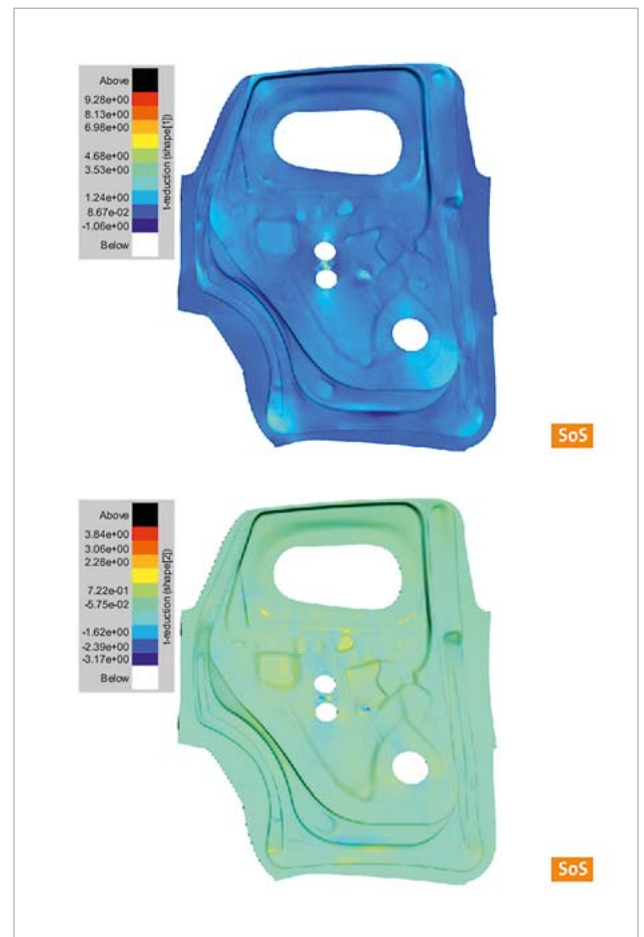 Above
9.28e+00
8.13e+00
6.98e+00
4.68e+00
3.53e+00
1.24e+00
8.67e-02
-1.06e+00
Below
t-reduction (shape[1])
SoS
Above
3.84e+00
3.06e+00
2.28e+00
7.22e-01
-5.75e-02
-1.62e+00
-2.39e+00
-3.17e+00
Below
t-reduction (shape[2])
SoS